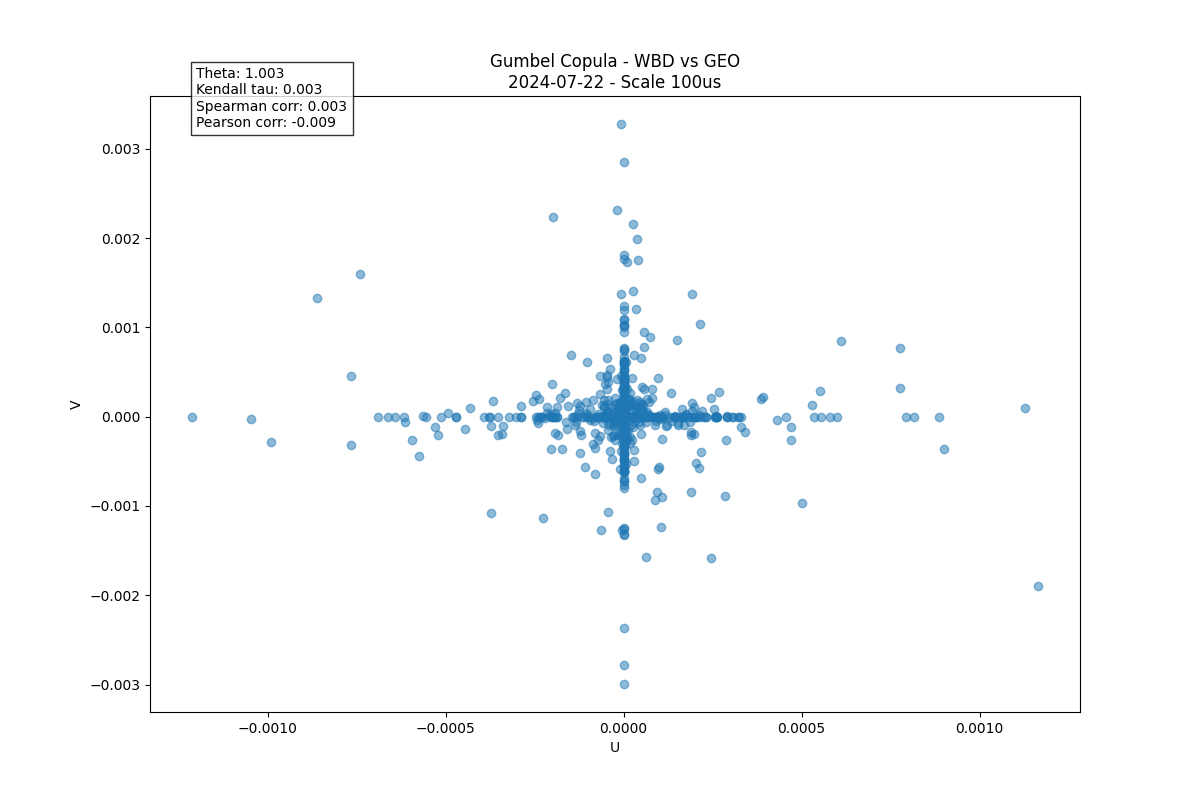 Gumbel Copula - WBD vs GEO
2024-07-22 - Scale 100us
Theta: 1.003
Kendall tau: 0.003
Spearman corr: 0.003
Pearson corr: -0.009
0.003
0.002
0.001
0.000
−0.001
−0.002
−0.003
V
−0.0010
−0.0005
0.0000
0.0005
0.0010
U